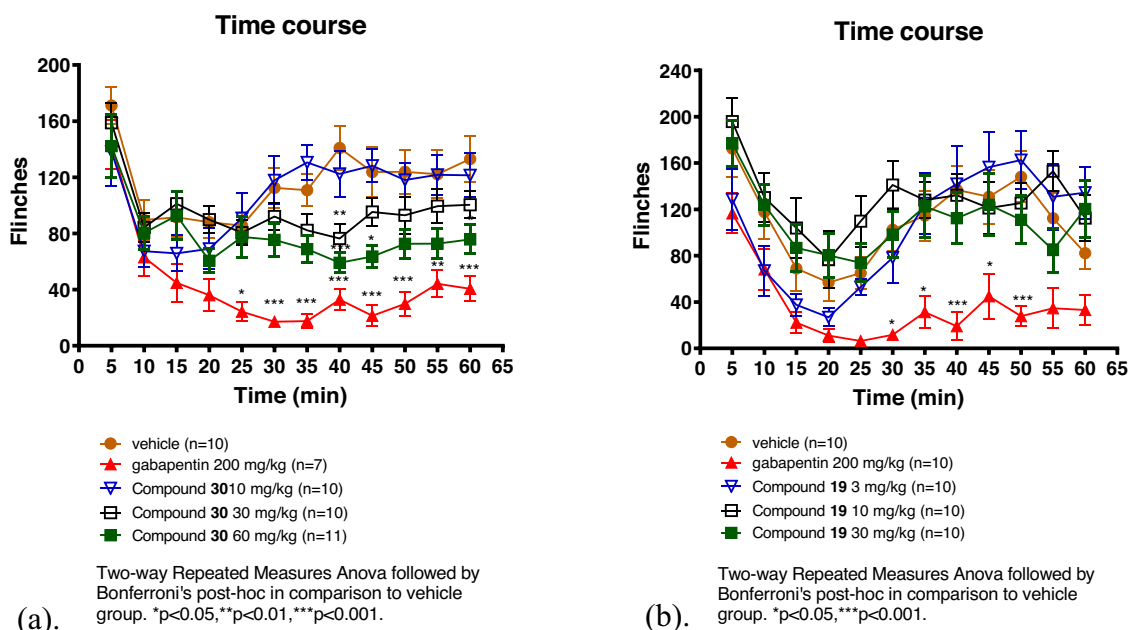 Time course
200
160
120
80
40
0
Flinches
**
***
*
*
***
***
***
***
***
**
***
0 5 10 15 20 25 30 35 40 45 50 55 60 65
Time (min)
vehicle (n=10)
gabapentin 200 mg/kg (n=7)
Compound 3010 mg/kg (n=10)
Compound 30 30 mg/kg (n=10)
Compound 30 60 mg/kg (n=11)
Two-way Repeated Measures Anova followed by
Bonferroni's post-hoc in comparison to vehicle
group. *p<0.05,**p<0.01,***p<0.001.
(a).
Time course
240
200
160
120
80
40
0
Flinches
*
*
***
*
***
0 5 10 15 20 25 30 35 40 45 50 55 60 65
Time (min)
vehicle (n=10)
gabapentin 200 mg/kg (n=10)
Compound 19 3 mg/kg (n=10)
Compound 19 10 mg/kg (n=10)
Compound 19 30 mg/kg (n=10)
Two-way Repeated Measures Anova followed by
Bonferroni's post-hoc in comparison to vehicle
group. *p<0.05,***p<0.001.
(b).